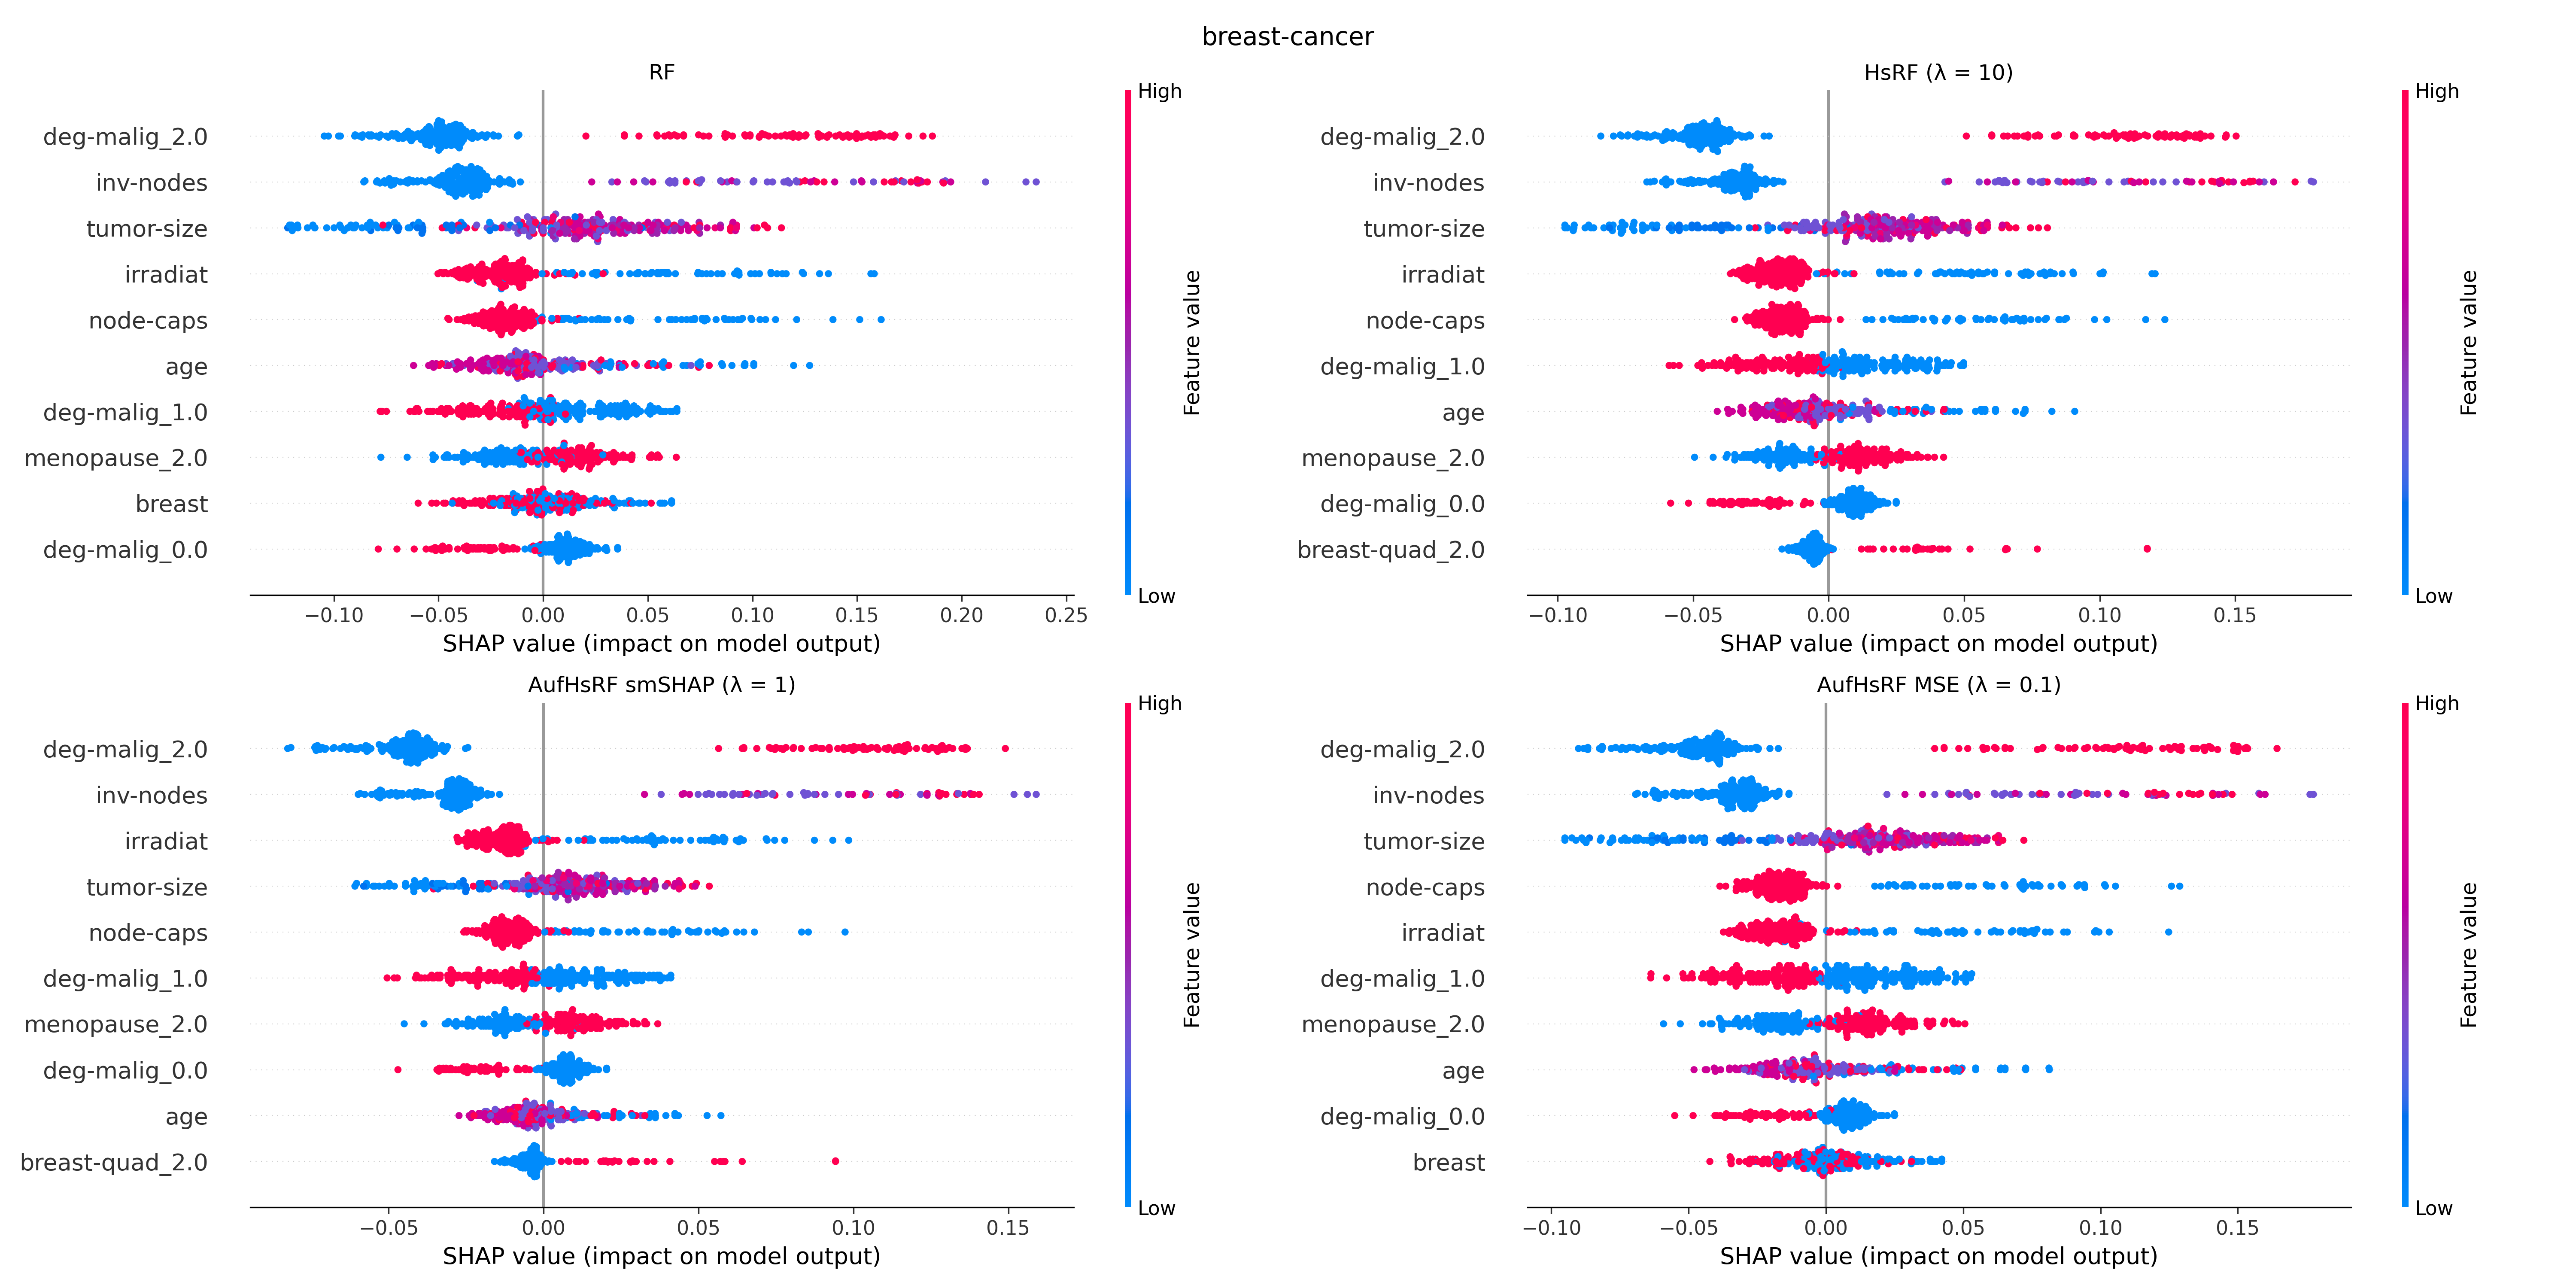 breast-cancer
RF
deg-malig_2.0
inv-nodes
tumor-size
irradiat
node-caps
age
deg-malig_1.0
menopause_2.0
breast
deg-malig_0.0
−0.10 −0.05 0.00 0.05 0.10 0.15 0.20 0.25
SHAP value (impact on model output)
High
Feature value
Low
HsRF (λ = 10)
deg-malig_2.0
inv-nodes
tumor-size
irradiat
node-caps
deg-malig_1.0
age
menopause_2.0
deg-malig_0.0
breast-quad_2.0
−0.10 −0.05 0.00 0.05 0.10 0.15
SHAP value (impact on model output)
High
Feature value
Low
AufHsRF smSHAP (λ = 1)
deg-malig_2.0
inv-nodes
irradiat
tumor-size
node-caps
deg-malig_1.0
menopause_2.0
deg-malig_0.0
age
breast-quad_2.0
−0.05 0.00 0.05 0.10 0.15
SHAP value (impact on model output)
High
Feature value
Low
AufHsRF MSE (λ = 0.1)
deg-malig_2.0
inv-nodes
tumor-size
node-caps
irradiat
deg-malig_1.0
menopause_2.0
age
deg-malig_0.0
breast
−0.10 −0.05 0.00 0.05 0.10 0.15
SHAP value (impact on model output)
High
Feature value
Low